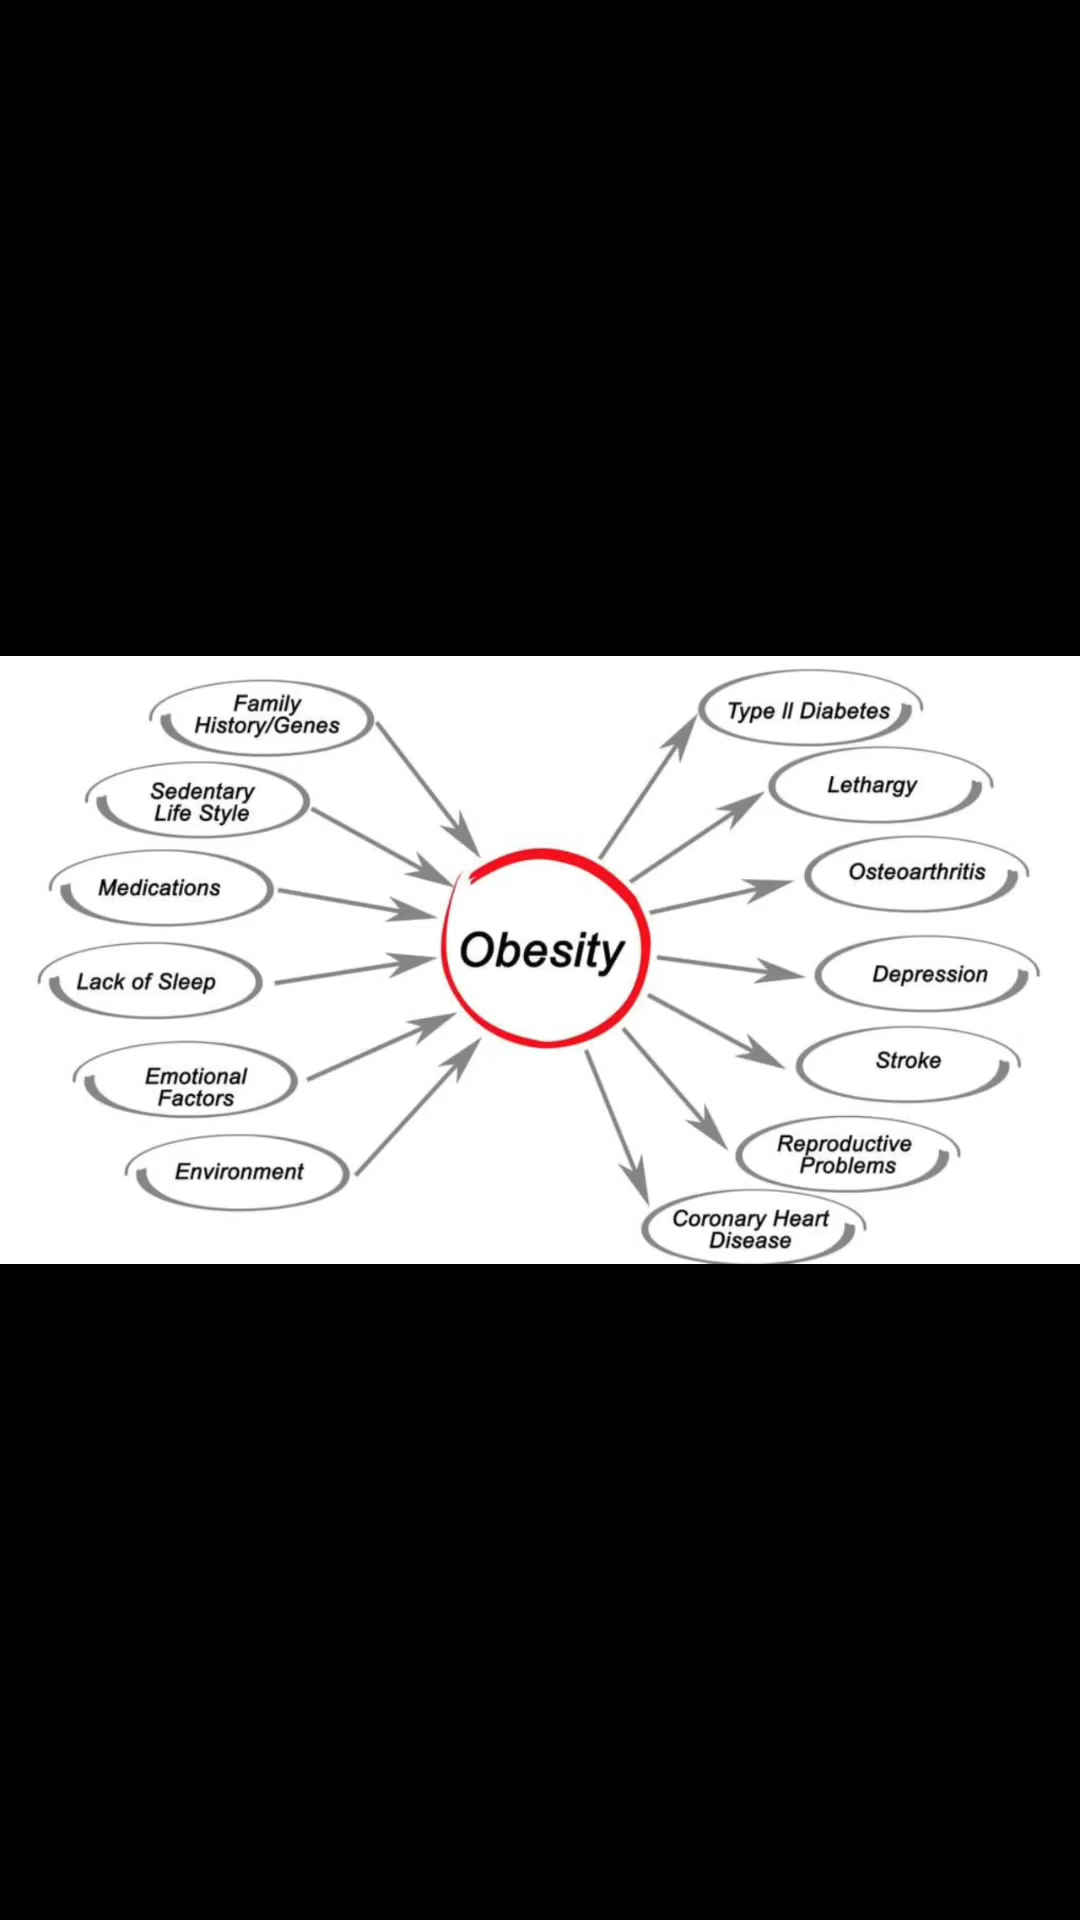 Family
History/Genes
Sedentary
Life Style
Medications
Lack of Sleep
Emotional
Factors
Environment
Obesity
Type II Diabetes
Lethargy
Osteoarthritis
Depression
Stroke
Reproductive
Problems
Coronary Heart
Disease